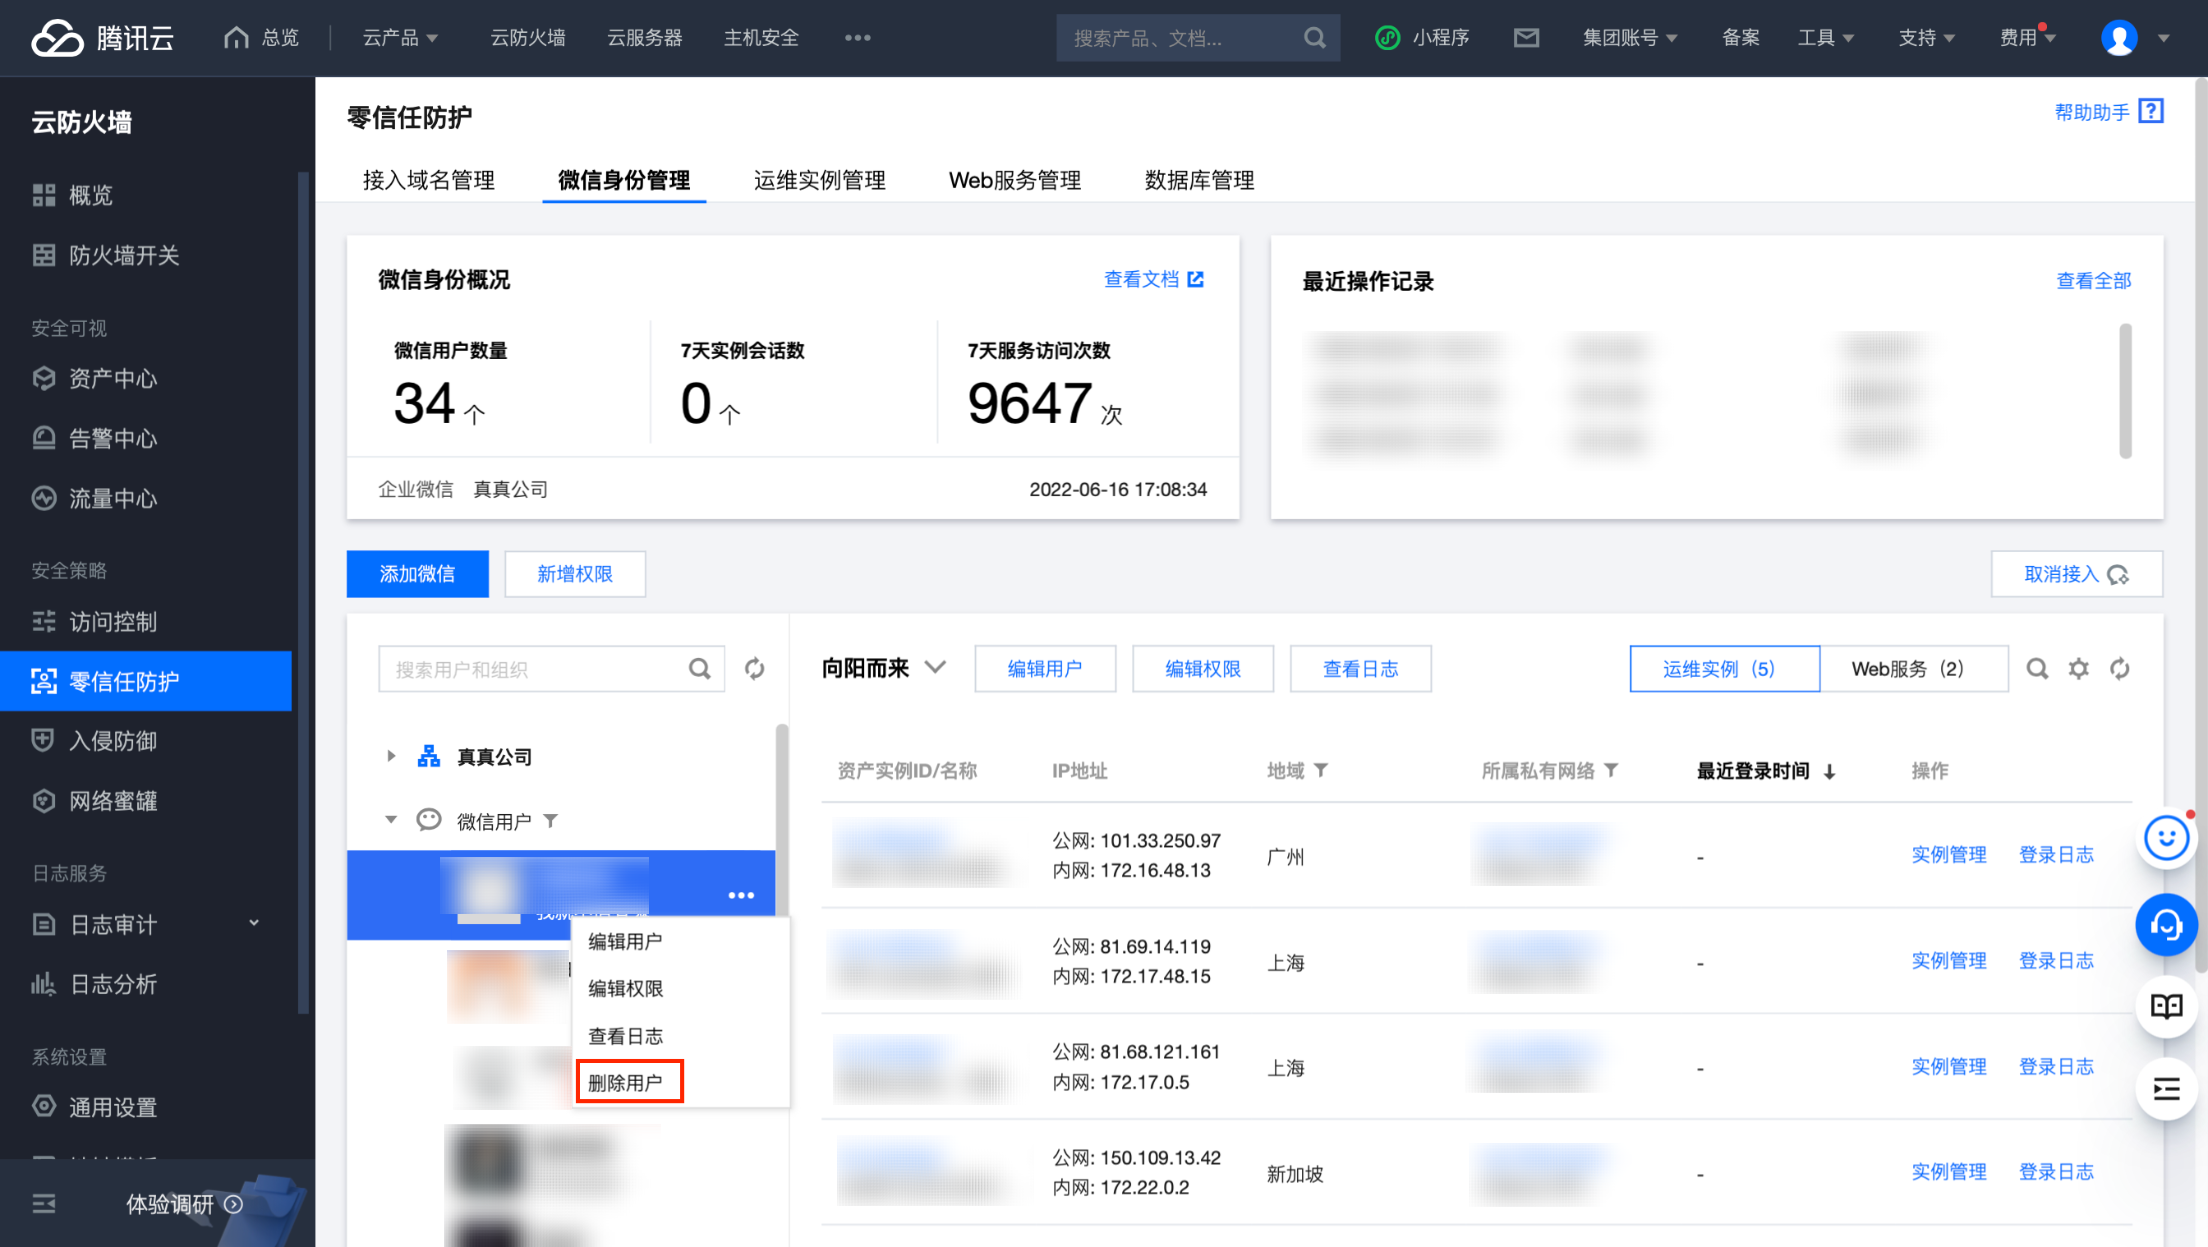 腾讯云
总览
云产品
云防火墙
云服务器
主机安全
搜索产品、文档...
小程序
集团账号
备案
工具
支持
费用
云防火墙
概览
防火墙开关
安全可视
资产中心
告警中心
流量中心
安全策略
访问控制
零信任防护
入侵防御
网络蜜罐
日志服务
日志审计
日志分析
系统设置
通用设置
体验调研
零信任防护
帮助助手
接入域名管理
微信身份管理
运维实例管理
Web服务管理
数据库管理
微信身份概况
查看文档
微信用户数量
34 个
7天实例会话数
0 个
7天服务访问次数
9647 次
企业微信 真真公司
2022-06-16 17:08:34
最近操作记录
查看全部
添加微信
新增权限
取消接入
搜索用户和组织
真真公司
微信用户
编辑用户
编辑权限
查看日志
删除用户
向阳而来
编辑用户
编辑权限
查看日志
运维实例（5）
Web服务（2）
资产实例ID/名称 IP地址 地域 所属私有网络 最近登录时间 操作
公网: 101.33.250.97
内网: 172.16.48.13
广州
-
实例管理 登录日志
公网: 81.69.14.119
内网: 172.17.48.15
上海
-
实例管理 登录日志
公网: 81.68.121.161
内网: 172.17.0.5
上海
-
实例管理 登录日志
公网: 150.109.13.42
内网: 172.22.0.2
新加坡
-
实例管理 登录日志